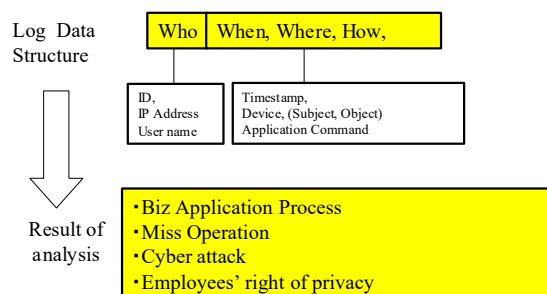 Log Data
Structure
Who
When, Where, How,
ID,
IP Address
User name
Timestamp,
Device, (Subject, Object)
Application Command
Result of
analysis
・Biz Application Process
・Miss Operation
・Cyber attack
・Employees’ right of privacy